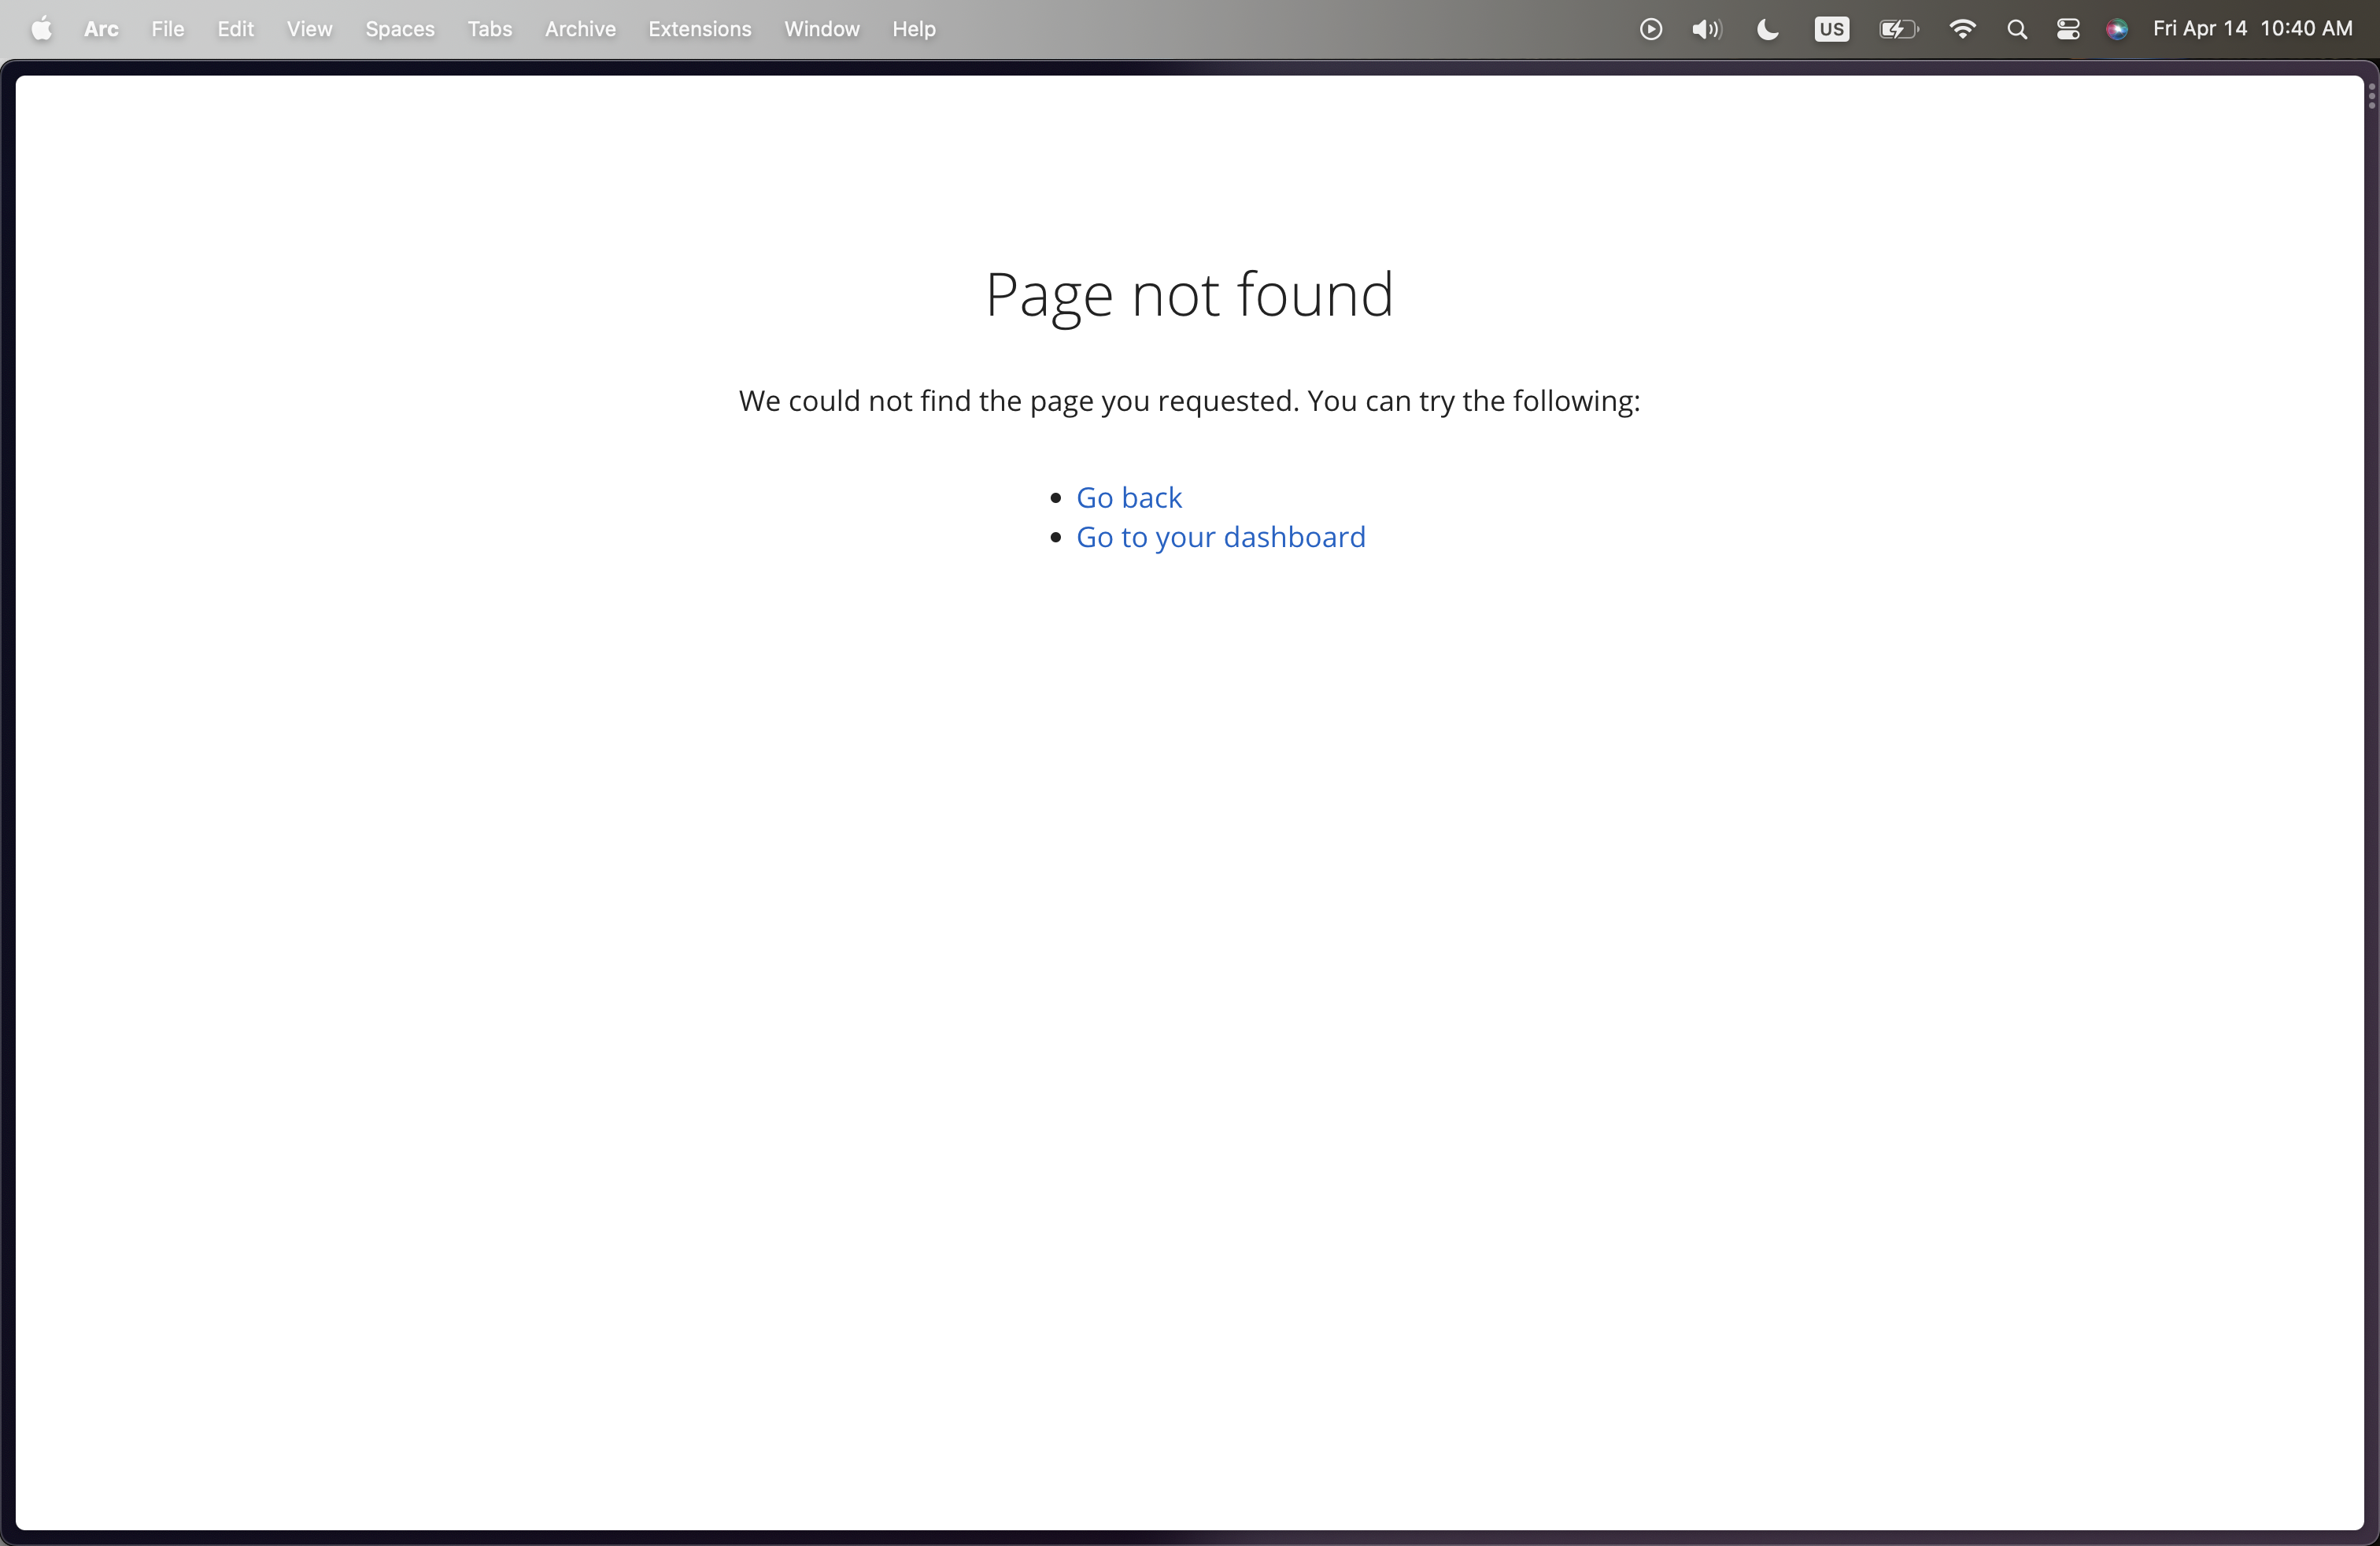 Arc File Edit View Spaces Tabs Archive Extensions Window Help US Fri Apr 14 10:40 AM
Page not found
We could not find the page you requested. You can try the following:
Go back
Go to your dashboard